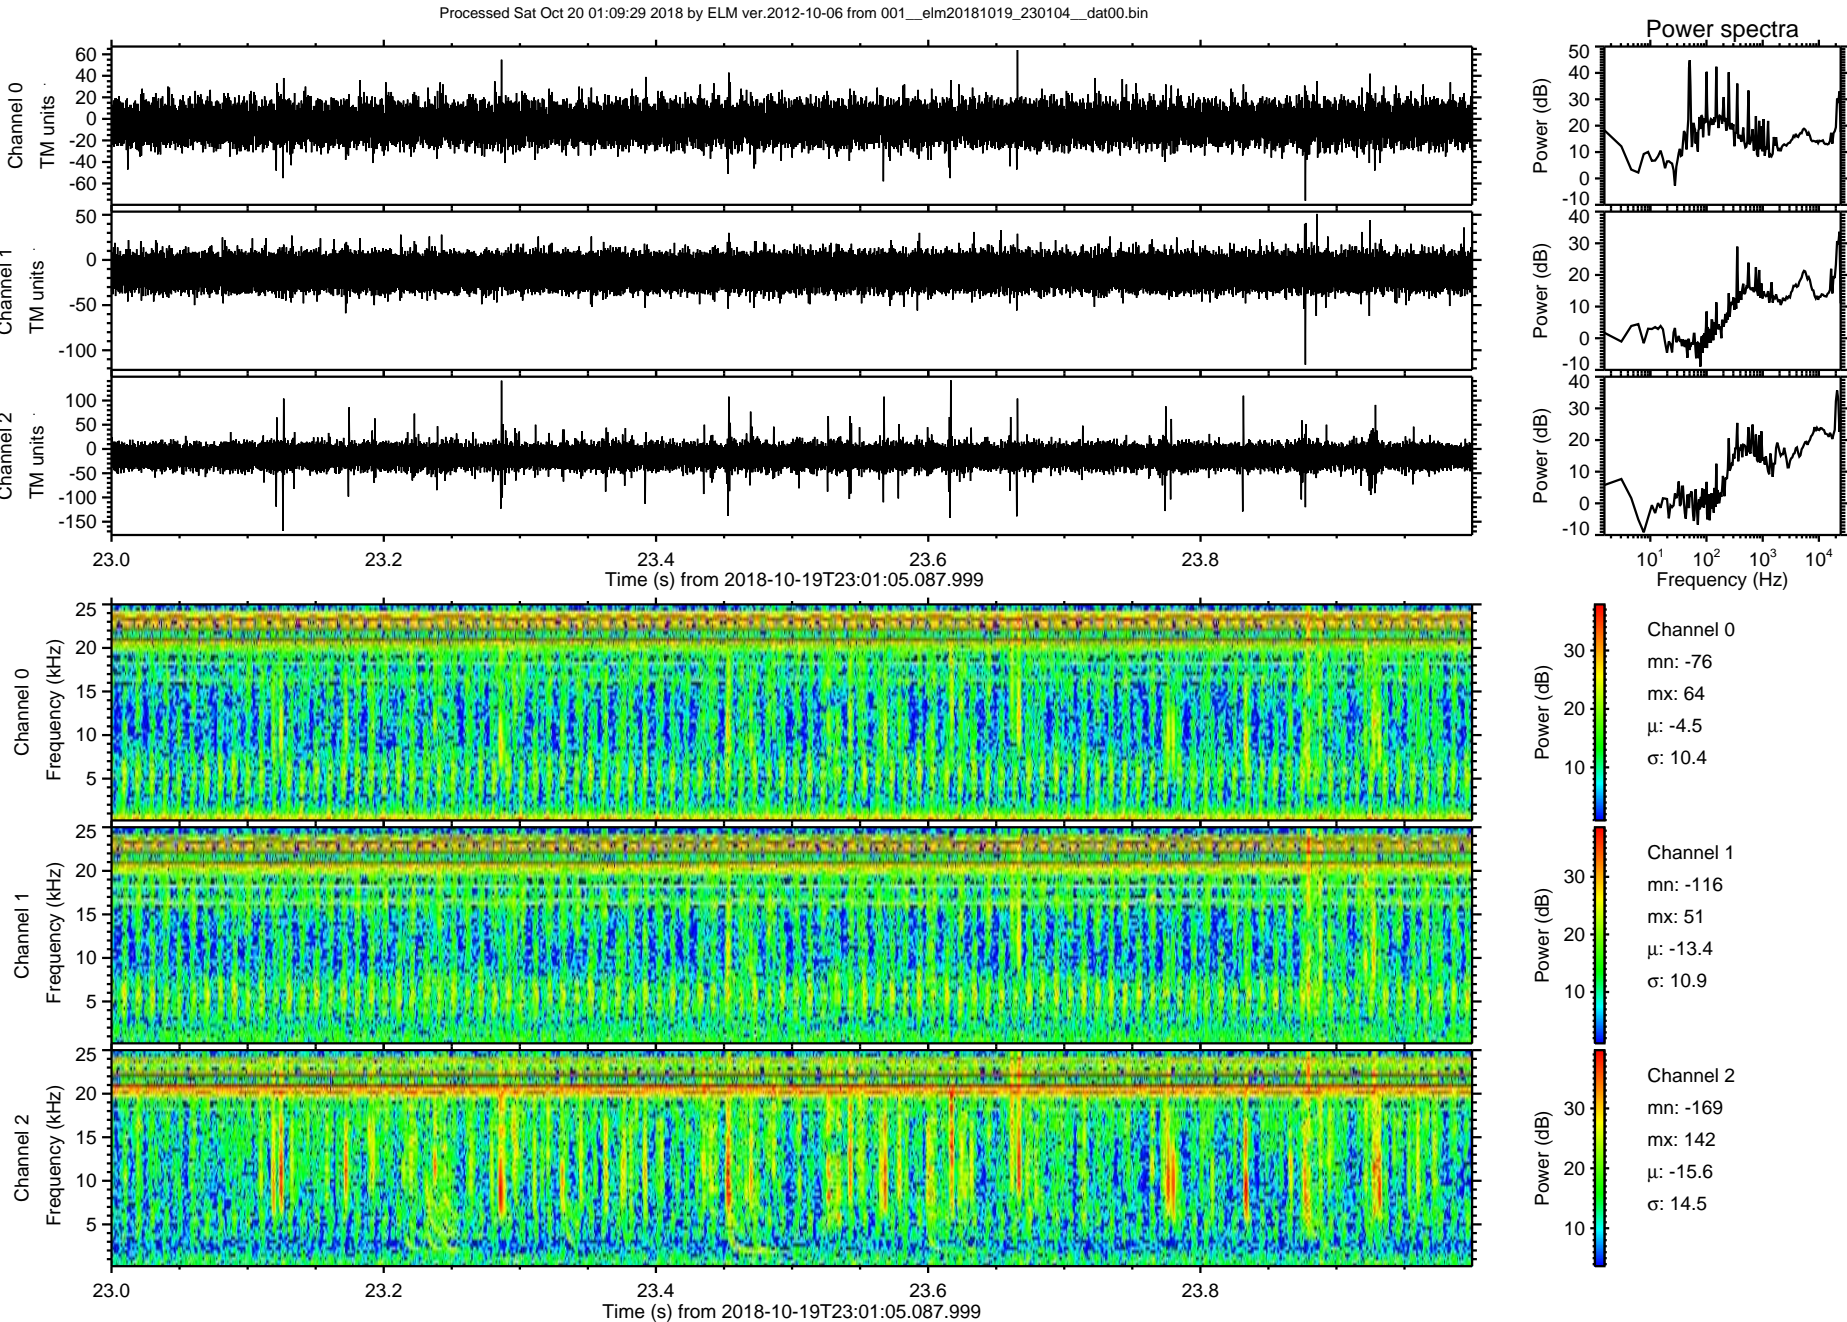 Processed Sat Oct 20 01:09:29 2018 by ELM ver.2012-10-06 from 001__elm20181019_230104__dat00.bin
Power spectra
Channel 0
TM units
60
40
20
0
-20
-40
-60
Power (dB)
50
40
30
20
10
0
-10
Channel 1
TM units
50
0
-50
-100
Power (dB)
40
30
20
10
0
-10
Channel 2
TM units
100
50
0
-50
-100
-150
Power (dB)
40
30
20
10
0
-10
23.0 23.2 23.4 23.6 23.8
Time (s) from 2018-10-19T23:01:05.087.999
10^1 10^2 10^3 10^4
Frequency (Hz)
Channel 0
Frequency (kHz)
25
20
15
10
5
Power (dB)
30
20
10
Channel 0
mn: -76
mx: 64
μ: -4.5
σ: 10.4
Channel 1
Frequency (kHz)
25
20
15
10
5
Power (dB)
30
20
10
Channel 1
mn: -116
mx: 51
μ: -13.4
σ: 10.9
Channel 2
Frequency (kHz)
25
20
15
10
5
Power (dB)
30
20
10
Channel 2
mn: -169
mx: 142
μ: -15.6
σ: 14.5
23.0 23.2 23.4 23.6 23.8
Time (s) from 2018-10-19T23:01:05.087.999